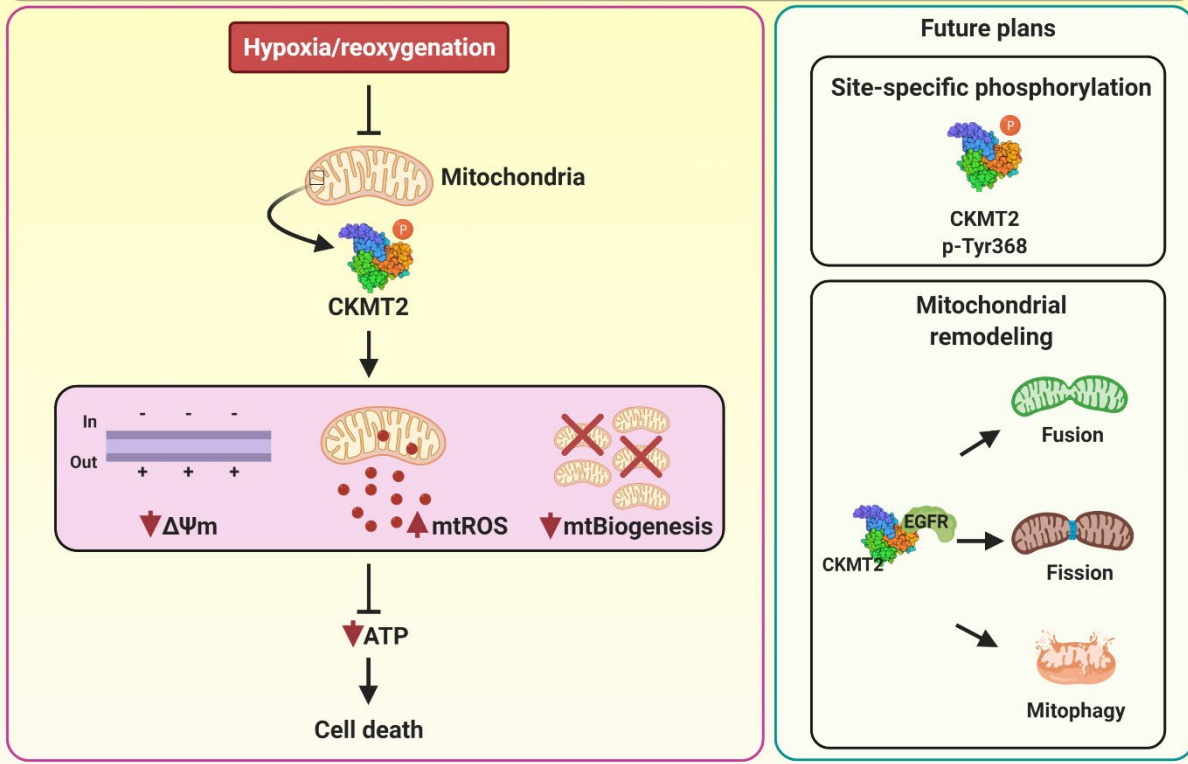 Hypoxia/reoxygenation
Mitochondria
P
CKMT2
In
- - -
Out
+ + +
ΔΨm
mtROS
mtBiogenesis
ATP
Cell death
Future plans
Site-specific phosphorylation
P
CKMT2
p-Tyr368
Mitochondrial
remodeling
Fusion
EGFR
CKMT2
Fission
Mitophagy